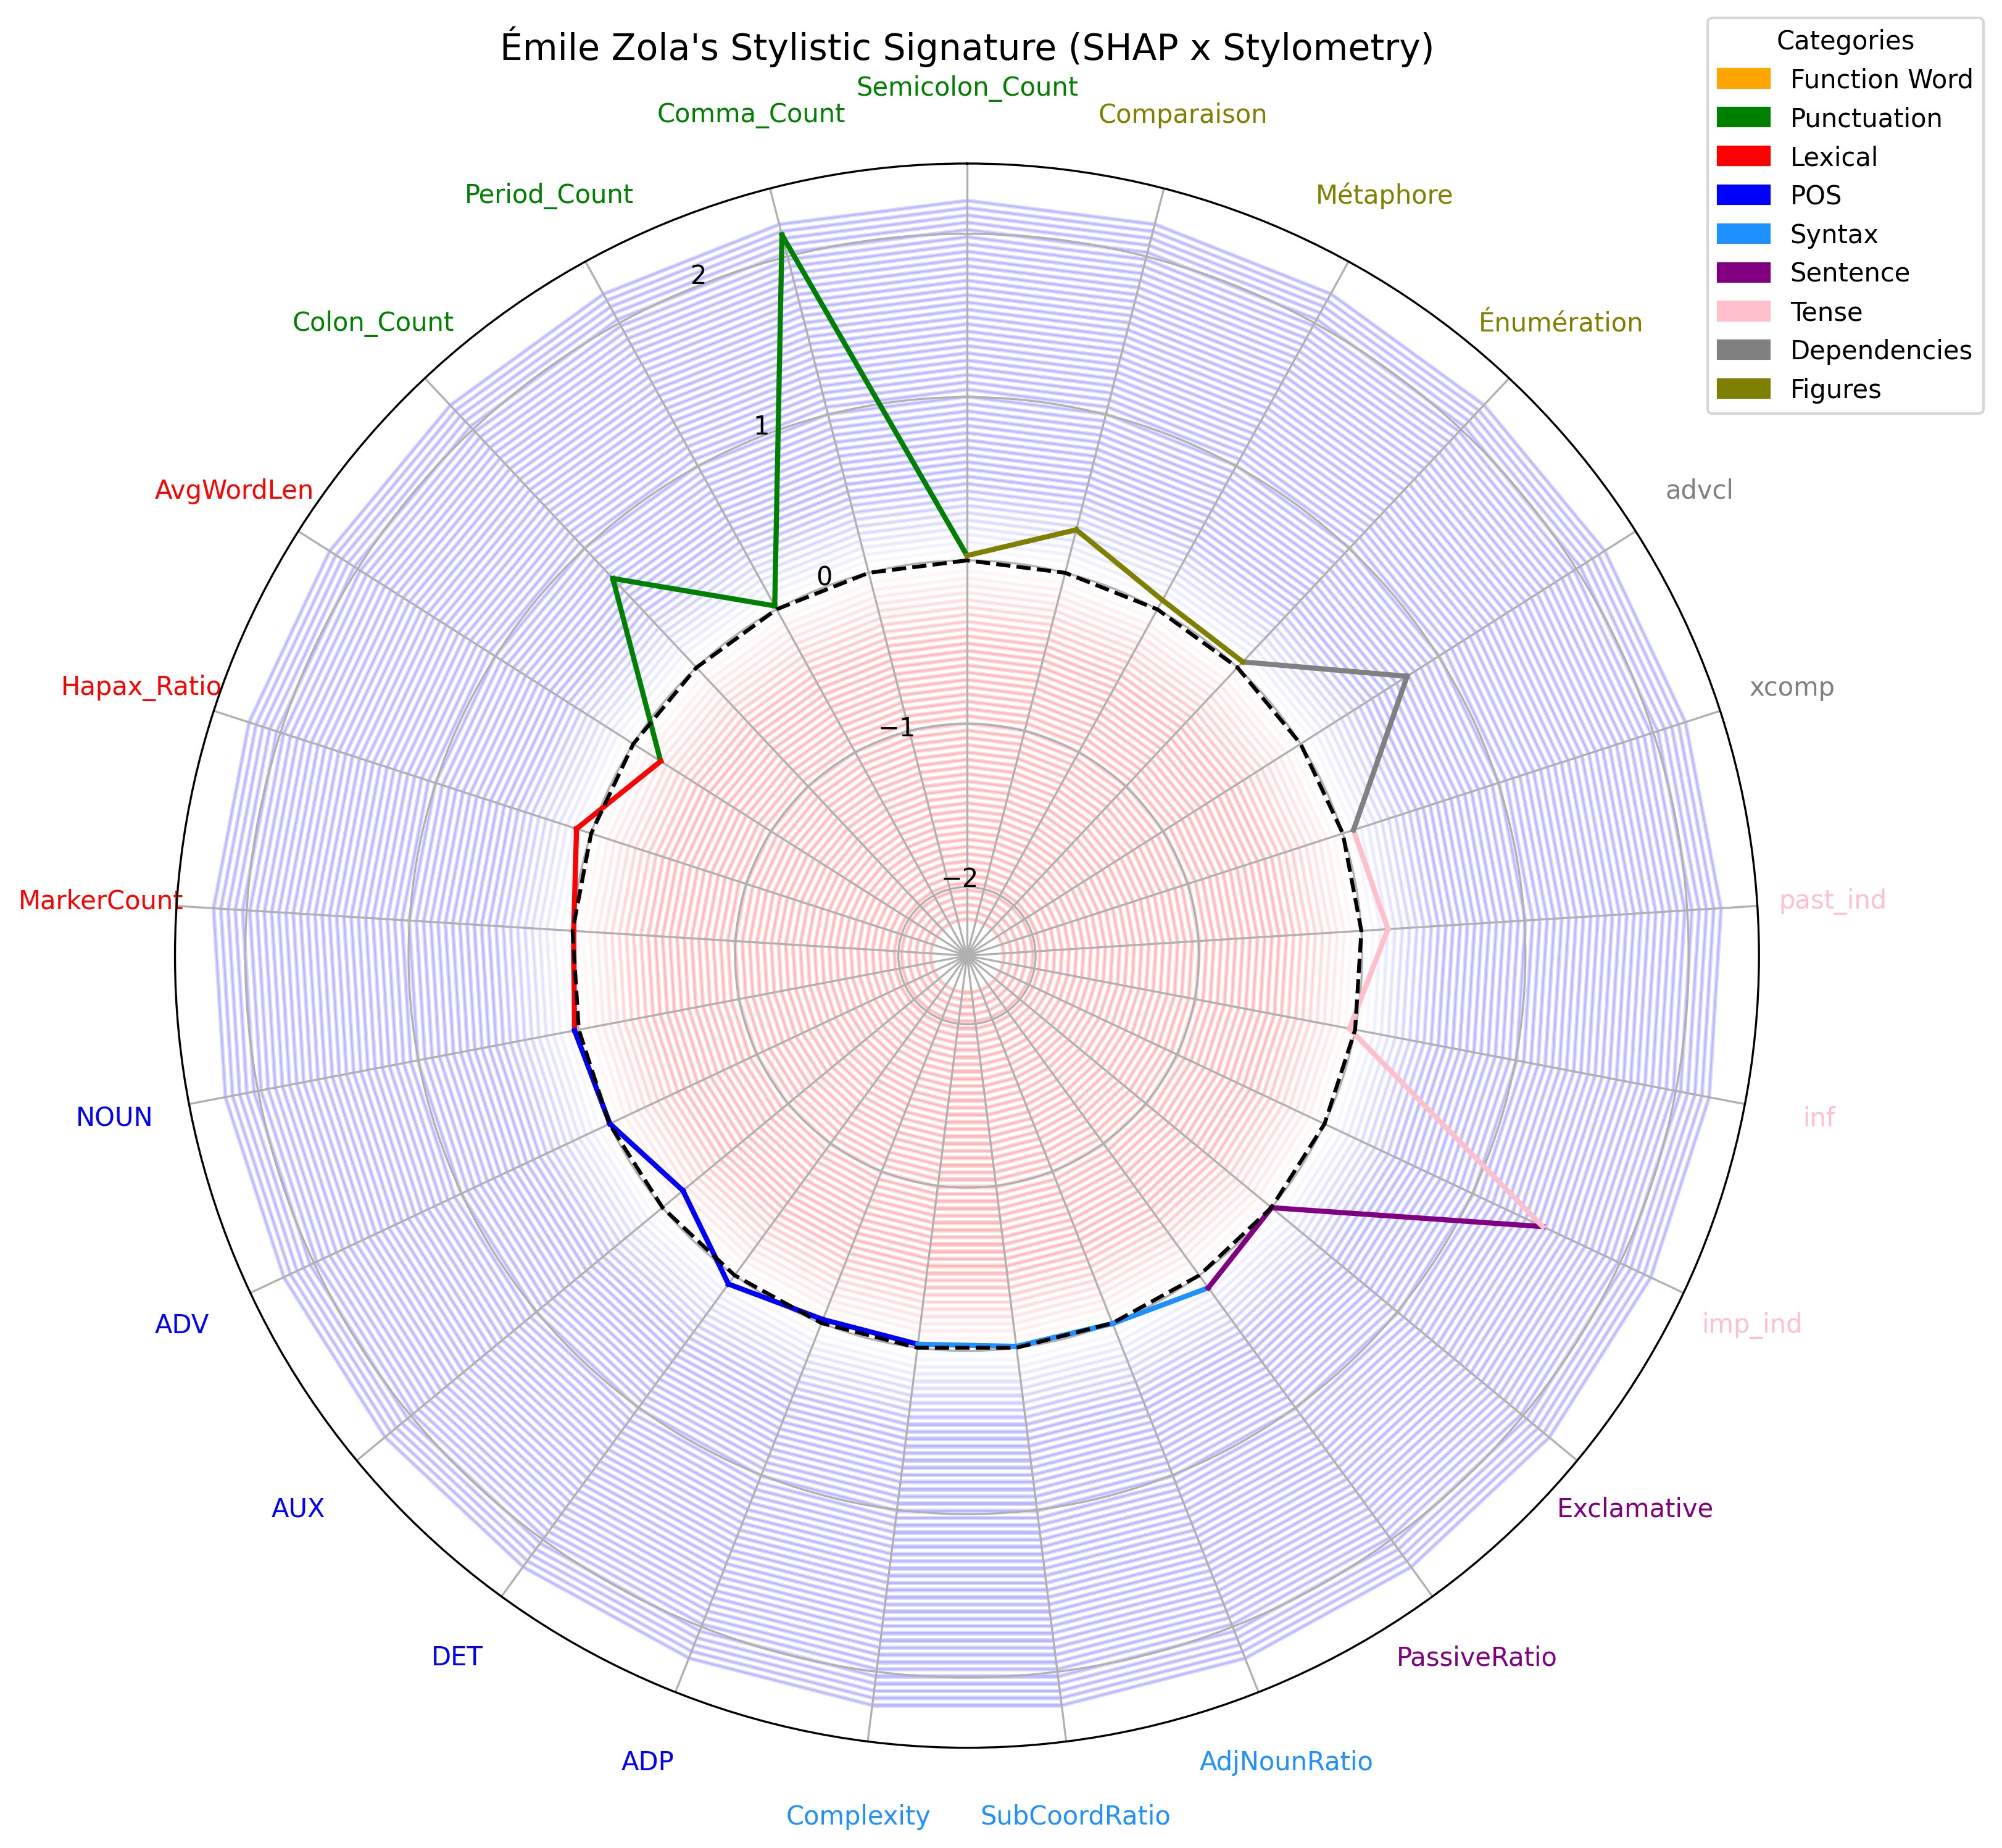 Émile Zola's Stylistic Signature (SHAP x Stylometry)
Categories
Function Word
Punctuation
Lexical
POS
Syntax
Sentence
Tense
Dependencies
Figures
Semicolon_Count
Comma_Count
Comparaison
Period_Count
Métaphore
Colon_Count
Énumération
AvgWordLen
advcl
Hapax_Ratio
xcomp
MarkerCount
past_ind
NOUN
inf
ADV
imp_ind
AUX
Exclamative
DET
PassiveRatio
ADP
AdjNounRatio
Complexity
SubCoordRatio
2
1
0
−1
−2